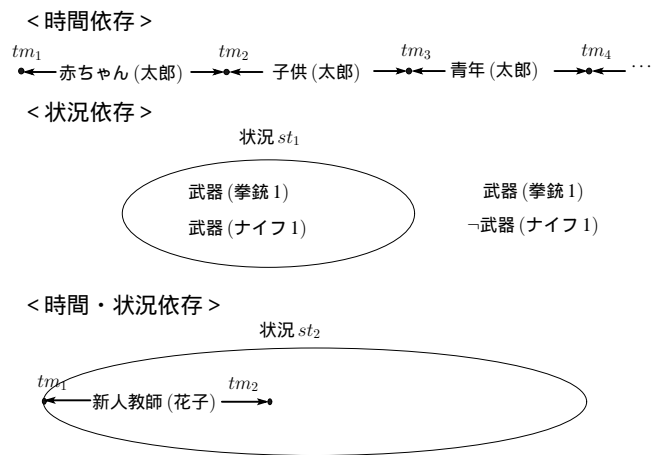 <時間依存>
tm₁ tm₂ tm₃ tm₄
赤ちゃん(太郎) 子供(太郎) 青年(太郎) …
<状況依存>
状況 st₁
武器(拳銃1) 武器(拳銃1)
武器(ナイフ1) ¬武器(ナイフ1)
<時間・状況依存>
状況 st₂
tm₁ tm₂
新人教師(花子)